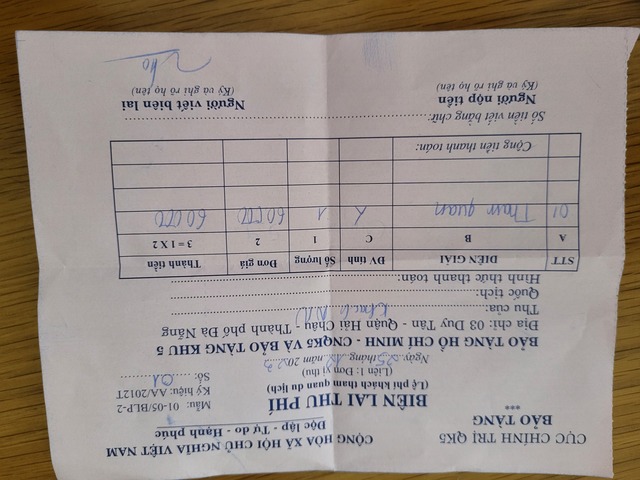 CỤC CHÍNH TRỊ QK5
BẢO TÀNG
***
CỘNG HÒA XÃ HỘI CHỦ NGHĨA VIỆT NAM
Độc lập - Tự do - Hạnh phúc
BIÊN LAI THU PHÍ
(Lệ phí khách tham quan du lịch)
(Liên 1: Đơn vị thu)
Ngày 25 tháng 12 năm 2023
Mẫu: 01-05/BLP-2
Ký hiệu: AA/2012T
Số: 01
BẢO TÀNG HỒ CHÍ MINH - CNQK5 VÀ BẢO TÀNG KHU 5
Địa chỉ: 03 Duy Tân - Quận Hải Châu - Thành phố Đà Nẵng
Thu của: Khách NN
Quốc tịch:
Hình thức thanh toán:
STT DIỄN GIẢI ĐV tính Số lượng Đơn giá Thành tiền
A B C 1 2 3 = 1 X 2
01 Tham quan 1 60.000 60.000
Cộng tiền thanh toán:
Số tiền viết bằng chữ:
Người nộp tiền
(Ký và ghi rõ họ tên)
Người viết biên lai
(Ký và ghi rõ họ tên)